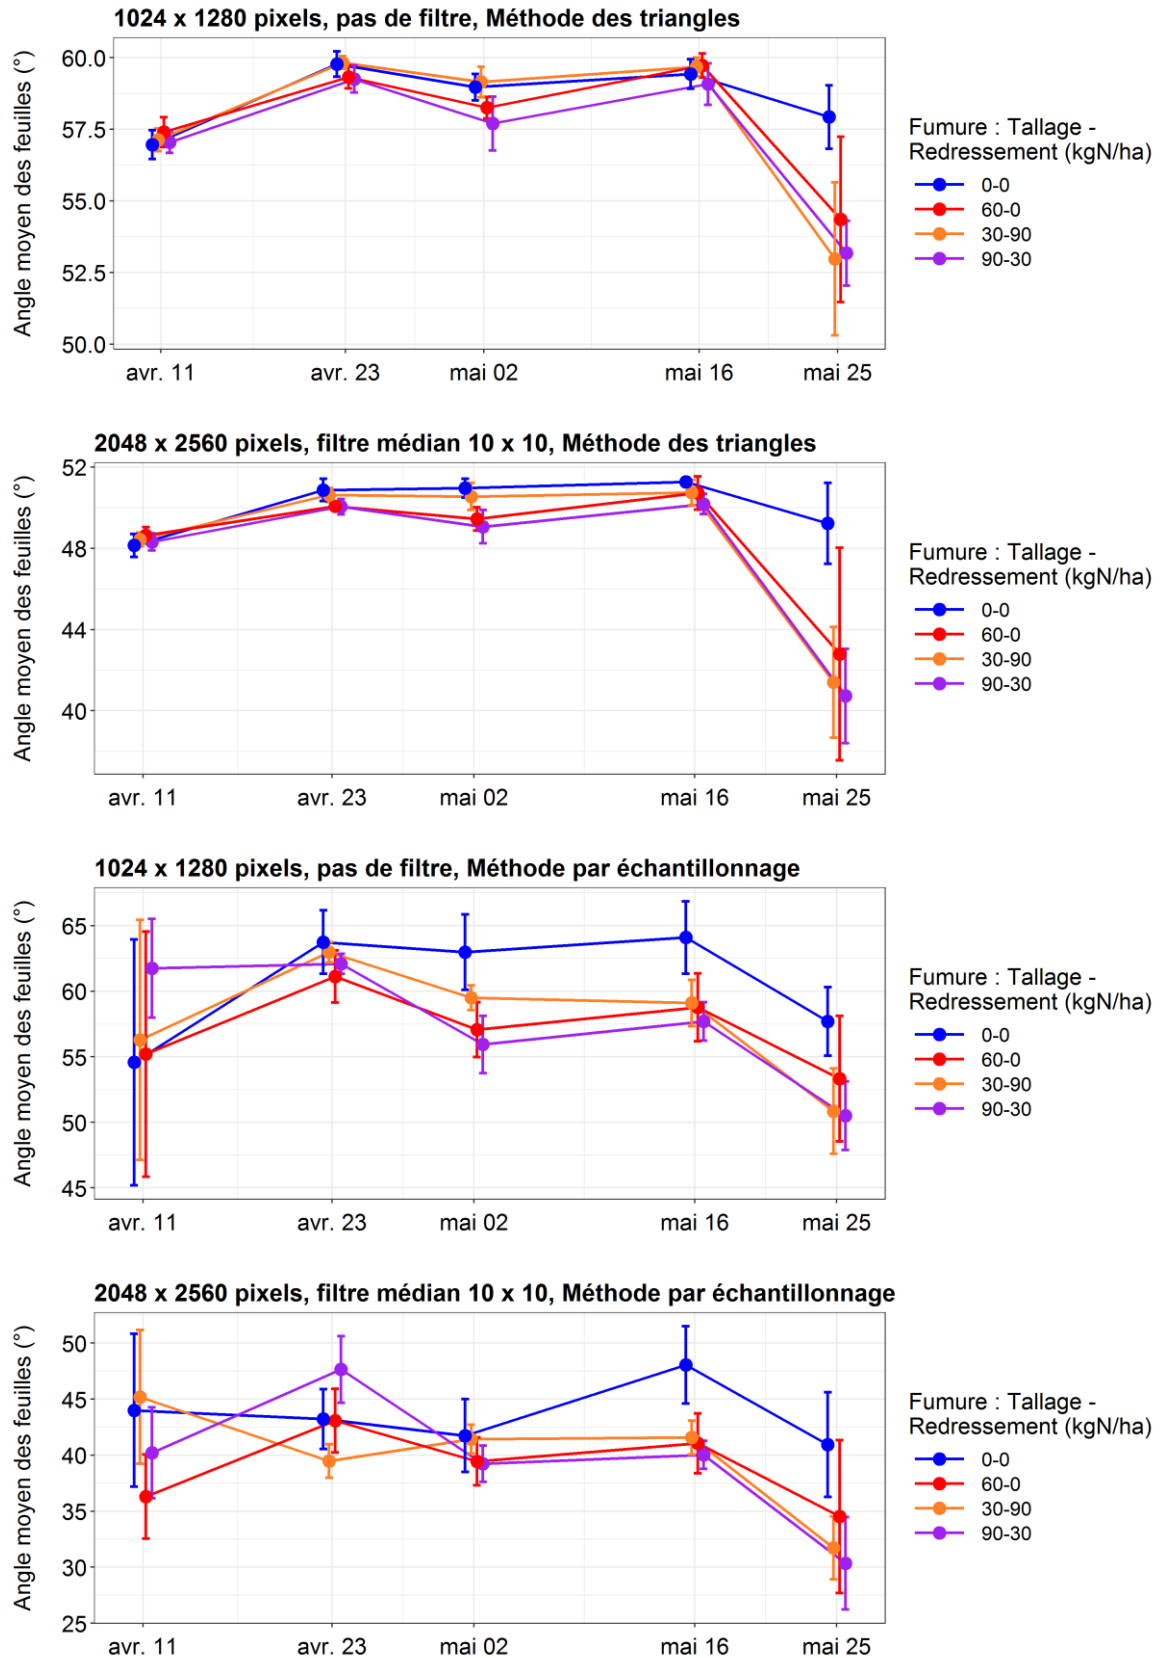 1024 x 1280 pixels, pas de filtre, Méthode des triangles
Angle moyen des feuilles (°)
60.0
57.5
55.0
52.5
50.0
avr. 11
avr. 23
mai 02
mai 16
mai 25
Fumure : Tallage -
Redressement (kgN/ha)
0-0
60-0
30-90
90-30
2048 x 2560 pixels, filtre médian 10 x 10, Méthode des triangles
Angle moyen des feuilles (°)
52
48
44
40
avr. 11
avr. 23
mai 02
mai 16
mai 25
Fumure : Tallage -
Redressement (kgN/ha)
0-0
60-0
30-90
90-30
1024 x 1280 pixels, pas de filtre, Méthode par échantillonnage
Angle moyen des feuilles (°)
65
60
55
50
45
avr. 11
avr. 23
mai 02
mai 16
mai 25
Fumure : Tallage -
Redressement (kgN/ha)
0-0
60-0
30-90
90-30
2048 x 2560 pixels, filtre médian 10 x 10, Méthode par échantillonnage
Angle moyen des feuilles (°)
50
45
40
35
30
25
avr. 11
avr. 23
mai 02
mai 16
mai 25
Fumure : Tallage -
Redressement (kgN/ha)
0-0
60-0
30-90
90-30